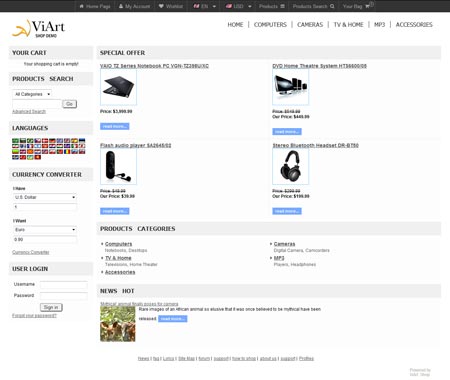 Home Page My Account Wishlist EN USD Products Products Search Your Bag
ViArt
SHOP DEMO
HOME | COMPUTERS | CAMERAS | TV & HOME | MP3 | ACCESSORIES
YOUR CART
Your shopping cart is empty!
PRODUCTS SEARCH
All Categories
Go
Advanced Search
LANGUAGES
CURRENCY CONVERTER
I Have
U.S. Dollar
1
I Want
Euro
0.90
Currency Converter
USER LOGIN
Username
Password
Sign in
Forgot your password?
SPECIAL OFFER
VAIO TZ Series Notebook PC VGN-TZ398U/XC
Price: $3,999.99
read more...
DVD Home Theatre System HTS6600/08
Price: $549.99
Our Price: $449.99
read more...
Flash audio player SA2645/02
Price: $49.99
Our Price: $39.99
read more...
Stereo Bluetooth Headset DR-BT50
Price: $299.99
Our Price: $199.99
read more...
PRODUCTS CATEGORIES
Computers
Notebooks, Desktops
Cameras
Digital Camera, Camcorders
TV & Home
Televisions, Home Theater
MP3
Players, Headphones
Accessories
NEWS HOT
'Mythical' animal finally poses for camera
Rare images of an African animal so elusive that it was once believed to be mythical have been
released. read more...
News | faq | Lyrics | Site Map | forum | support | how to shop | about us | support | Profiles
Powered by
ViArt Shop